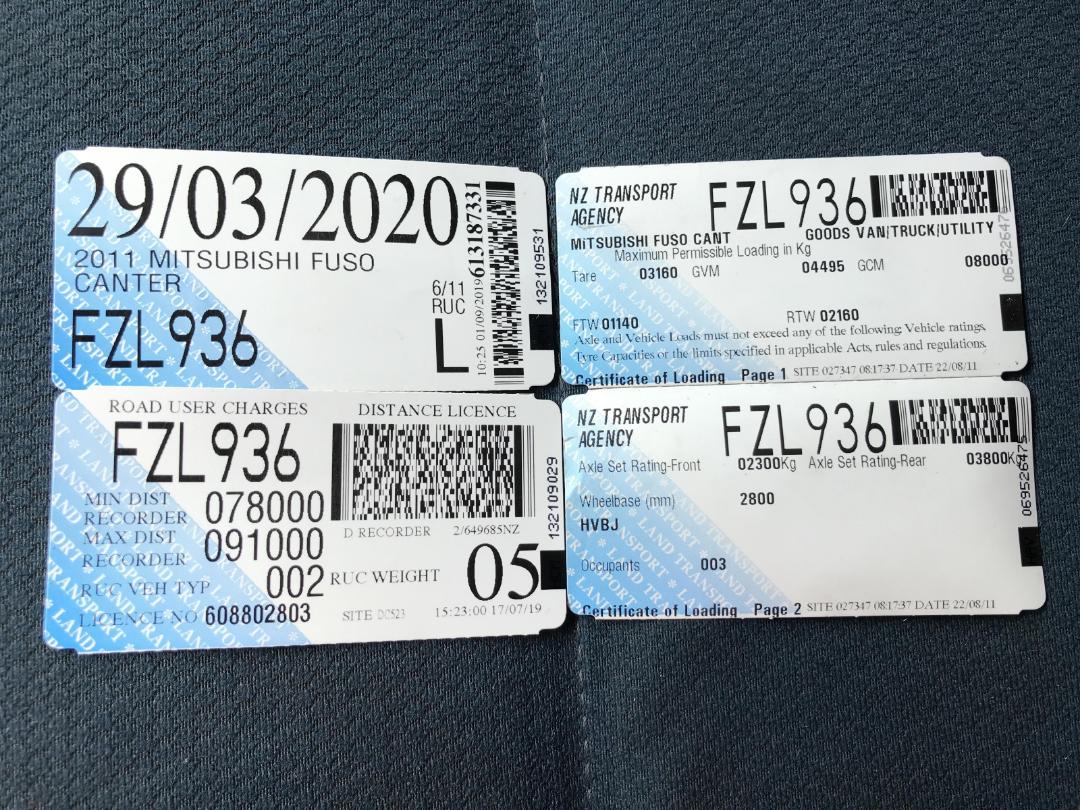 29/03/2020
2011 MITSUBISHI FUSO
CANTER
6/11
RUC
FZL936
L
10:25 01/09/2019
613187331
132109531
NZ TRANSPORT
AGENCY
FZL936
MITSUBISHI FUSO CANT
GOODS VAN/TRUCK/UTILITY
Maximum Permissible Loading in Kg
Tare 03160 GVM 04495 GCM 08000
FTW 01140 RTW 02160
Axle and Vehicle Loads must not exceed any of the following; Vehicle ratings,
Tyre Capacities or the limits specified in applicable Acts, rules and regulations.
Certificate of Loading Page 1 SITE 027347 08:17:37 DATE 22/08/11
069526475
ROAD USER CHARGES
DISTANCE LICENCE
FZL936
MIN DIST
RECORDER 078000
MAX DIST
RECORDER 091000
RUC VEH TYP 002
LICENCE NO 608802803
D RECORDER 2/649685NZ
RUC WEIGHT 05
SITE DC523 15:23:00 17/07/19
132109029
NZ TRANSPORT
AGENCY
FZL936
Axle Set Rating-Front 02300Kg Axle Set Rating-Rear 03800Kg
Wheelbase (mm) 2800
HVBJ
Occupants 003
Certificate of Loading Page 2 SITE 027347 08:17:37 DATE 22/08/11
069526475